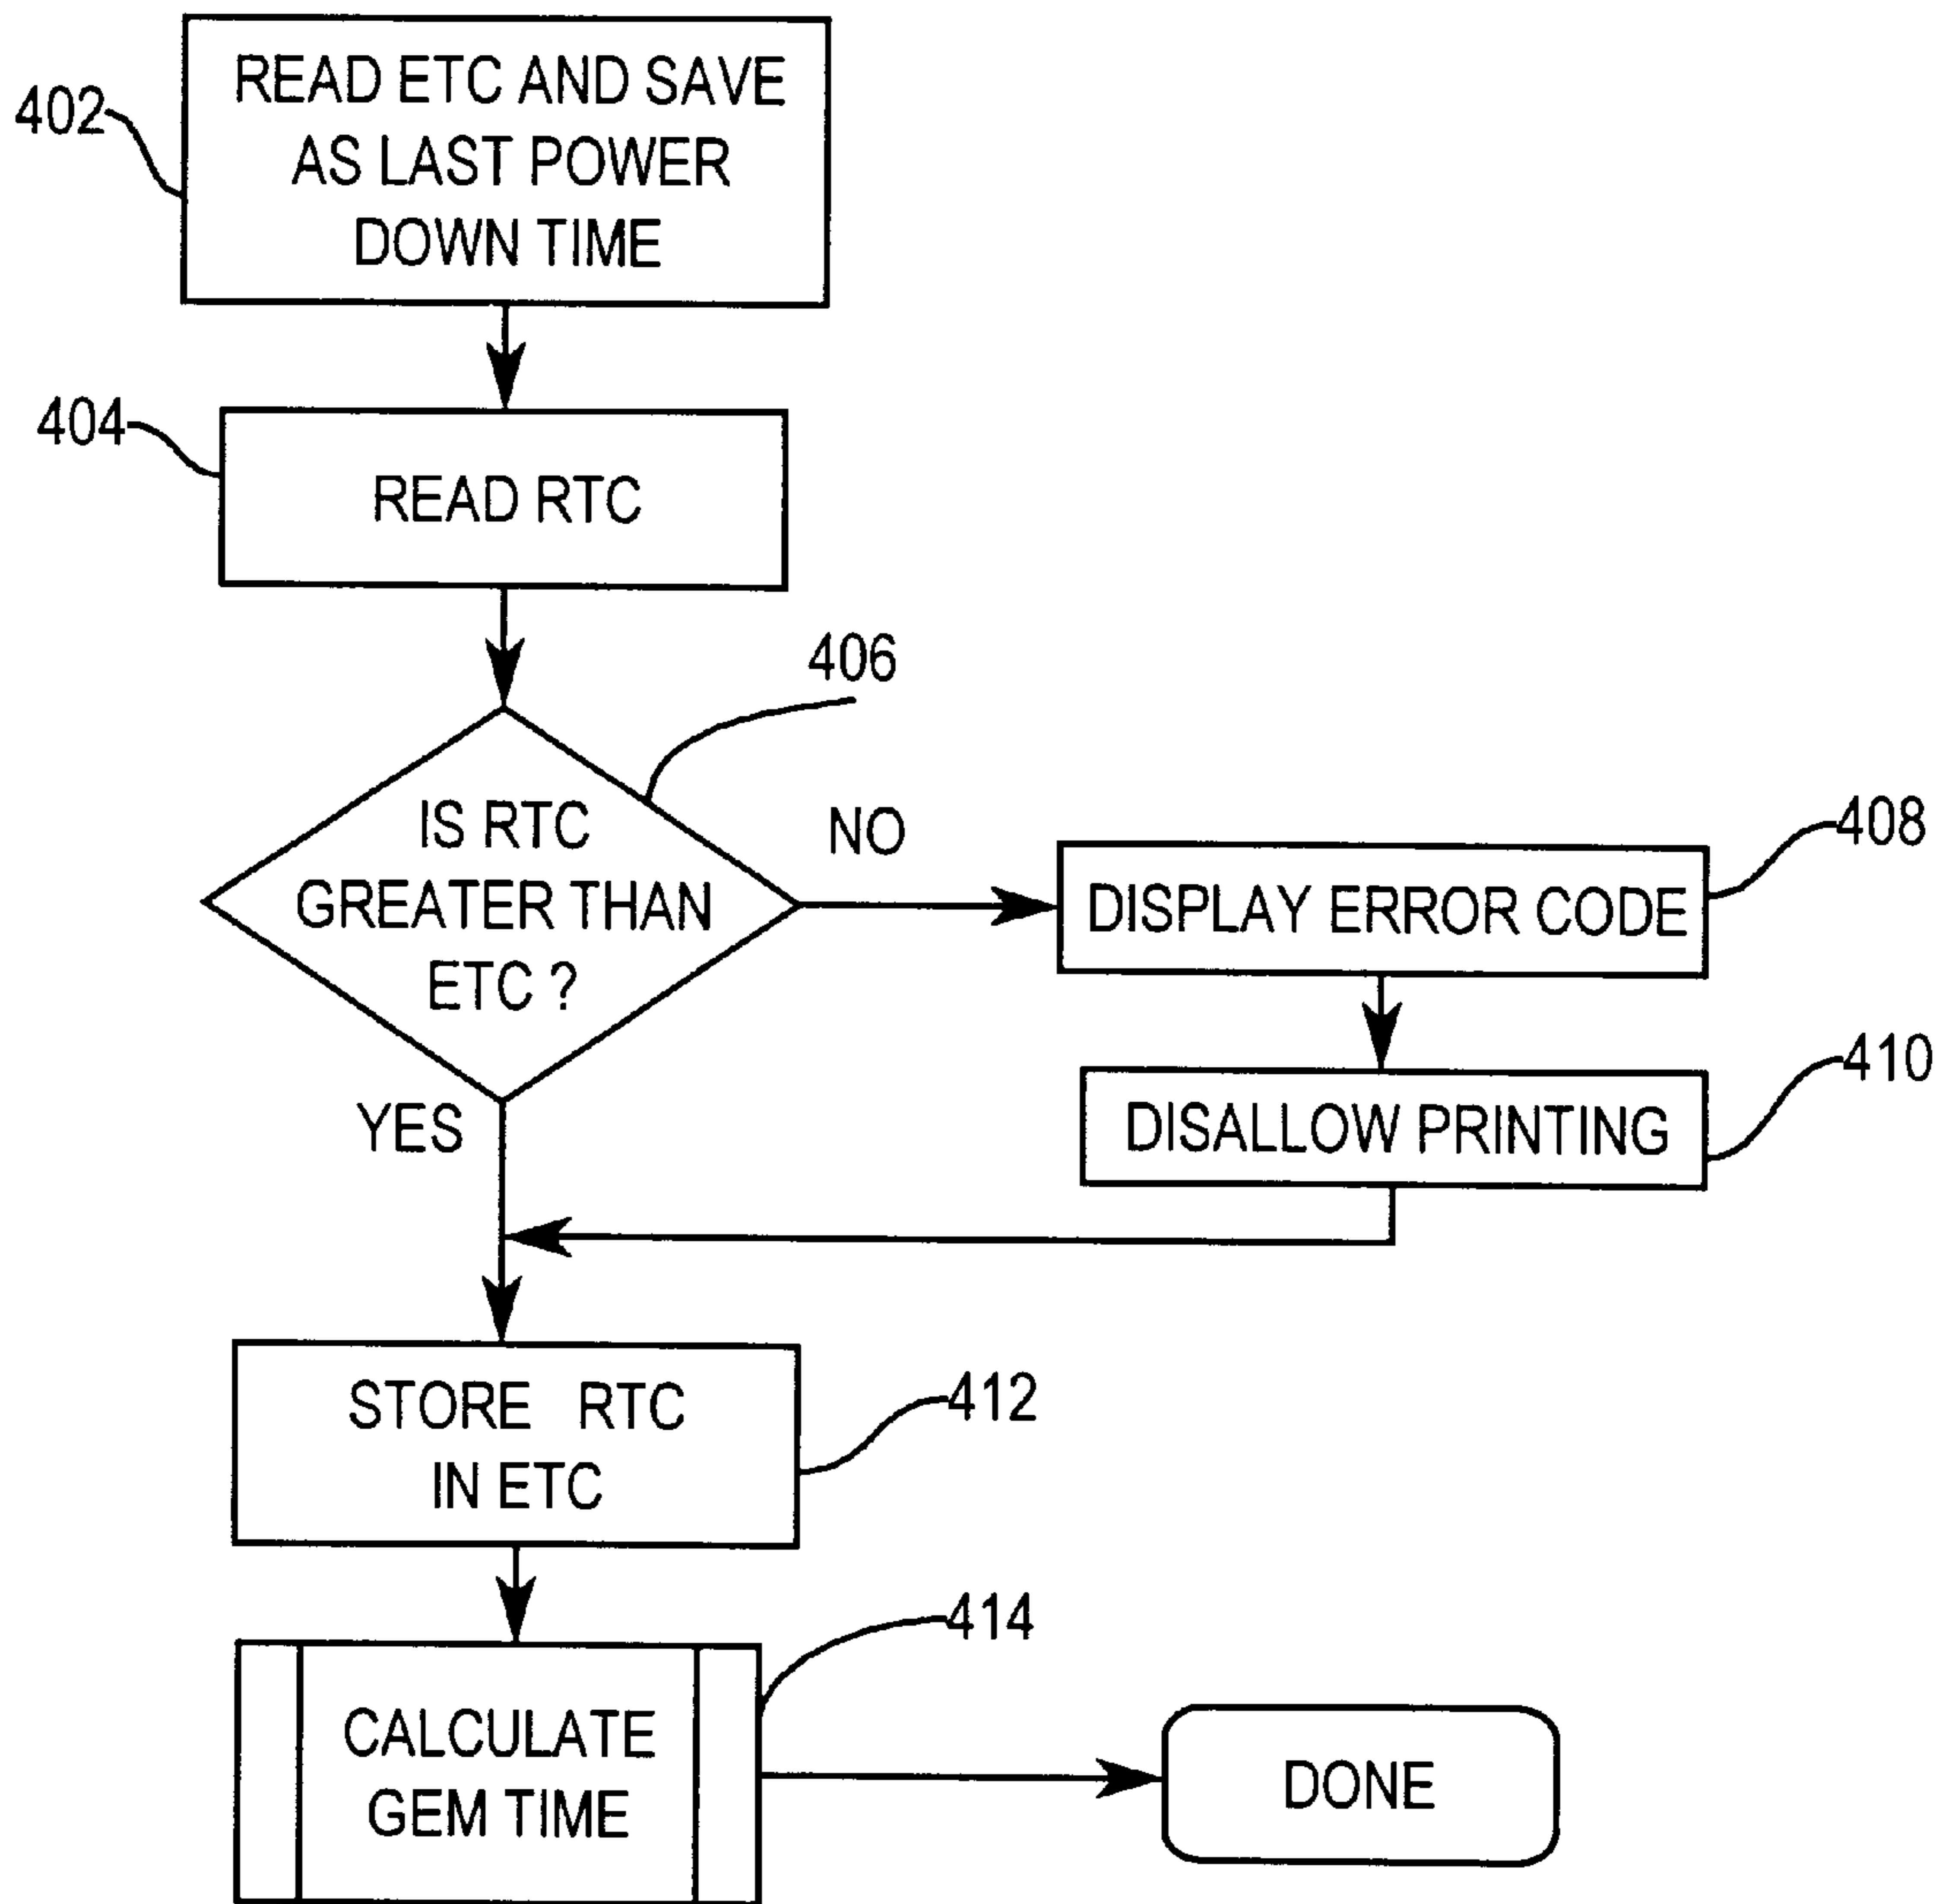 402
READ ETC AND SAVE
AS LAST POWER
DOWN TIME
404
READ RTC
406
IS RTC
GREATER THAN
ETC ?
NO
YES
DISPLAY ERROR CODE
408
DISALLOW PRINTING
410
STORE RTC
IN ETC
412
CALCULATE
GEM TIME
414
DONE